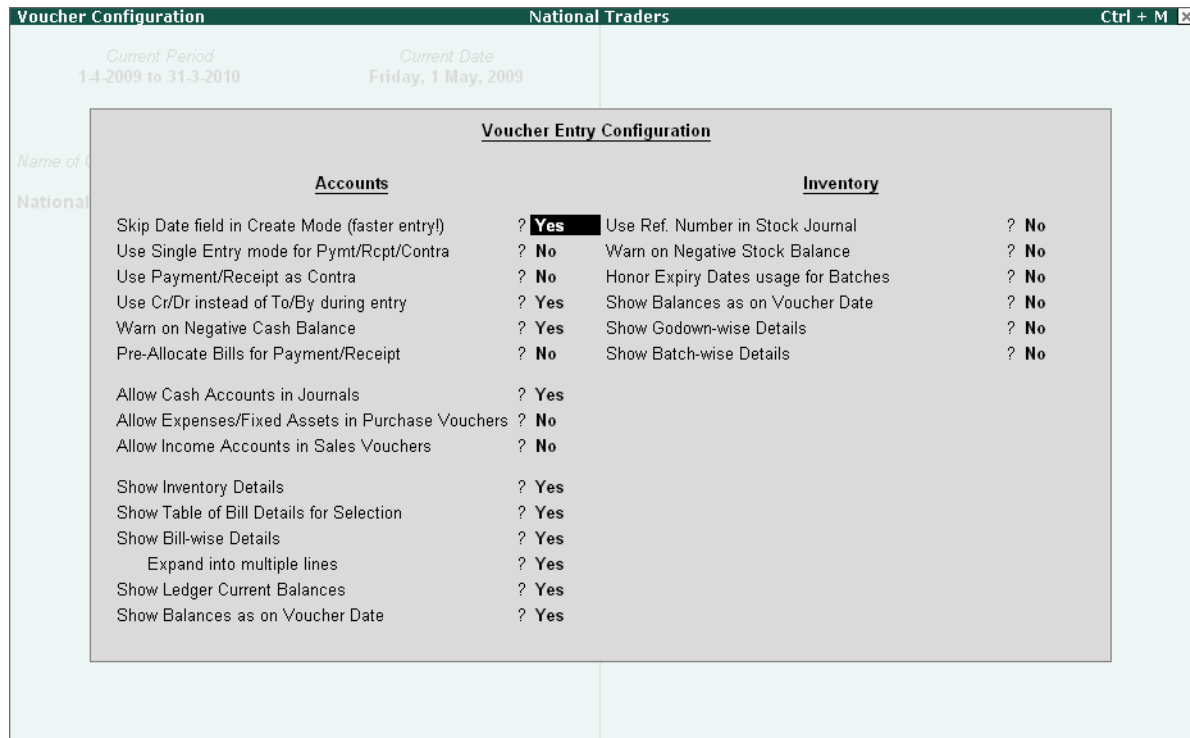 Voucher Configuration National Traders Ctrl + M
Current Period Current Date
1-4-2009 to 31-3-2010 Friday, 1 May, 2009
Voucher Entry Configuration
Name of
National
Accounts
Skip Date field in Create Mode (faster entry!) ? Yes
Use Single Entry mode for Pymt/Rcpt/Contra ? No
Use Payment/Receipt as Contra ? No
Use Cr/Dr instead of To/By during entry ? Yes
Warn on Negative Cash Balance ? Yes
Pre-Allocate Bills for Payment/Receipt ? No
Allow Cash Accounts in Journals ? Yes
Allow Expenses/Fixed Assets in Purchase Vouchers ? No
Allow Income Accounts in Sales Vouchers ? No
Show Inventory Details ? Yes
Show Table of Bill Details for Selection ? Yes
Show Bill-wise Details ? Yes
Expand into multiple lines ? Yes
Show Ledger Current Balances ? Yes
Show Balances as on Voucher Date ? Yes
Inventory
Use Ref. Number in Stock Journal ? No
Warn on Negative Stock Balance ? No
Honor Expiry Dates usage for Batches ? No
Show Balances as on Voucher Date ? No
Show Godown-wise Details ? No
Show Batch-wise Details ? No